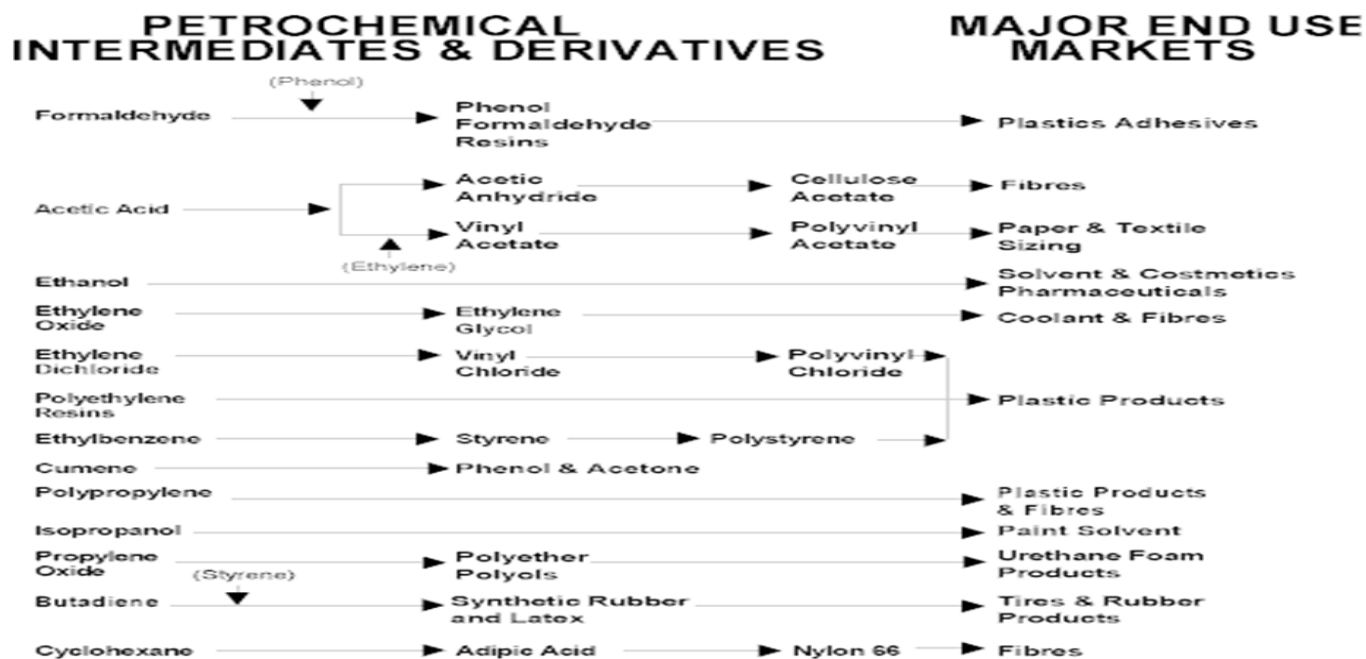 PETROCHEMICAL
INTERMEDIATES & DERIVATIVES
MAJOR END USE
MARKETS
(Phenol)
Formaldehyde
Phenol
Formaldehyde
Resins
Plastics Adhesives
Acetic Acid
Acetic
Anhydride
Cellulose
Acetate
Fibres
Vinyl
Acetate
Polyvinyl
Acetate
Paper & Textile
Sizing
(Ethylene)
Ethanol
Solvent & Costmetics
Pharmaceuticals
Ethylene
Oxide
Ethylene
Glycol
Coolant & Fibres
Ethylene
Dichloride
Vinyl
Chloride
Polyvinyl
Chloride
Polyethylene
Resins
Plastic Products
Ethylbenzene
Styrene
Polystyrene
Cumene
Phenol & Acetone
Polypropylene
Plastic Products
& Fibres
Isopropanol
Paint Solvent
Propylene
Oxide
Polyether
Polyols
Urethane Foam
Products
(Styrene)
Butadiene
Synthetic Rubber
and Latex
Tires & Rubber
Products
Cyclohexane
Adipic Acid
Nylon 66
Fibres